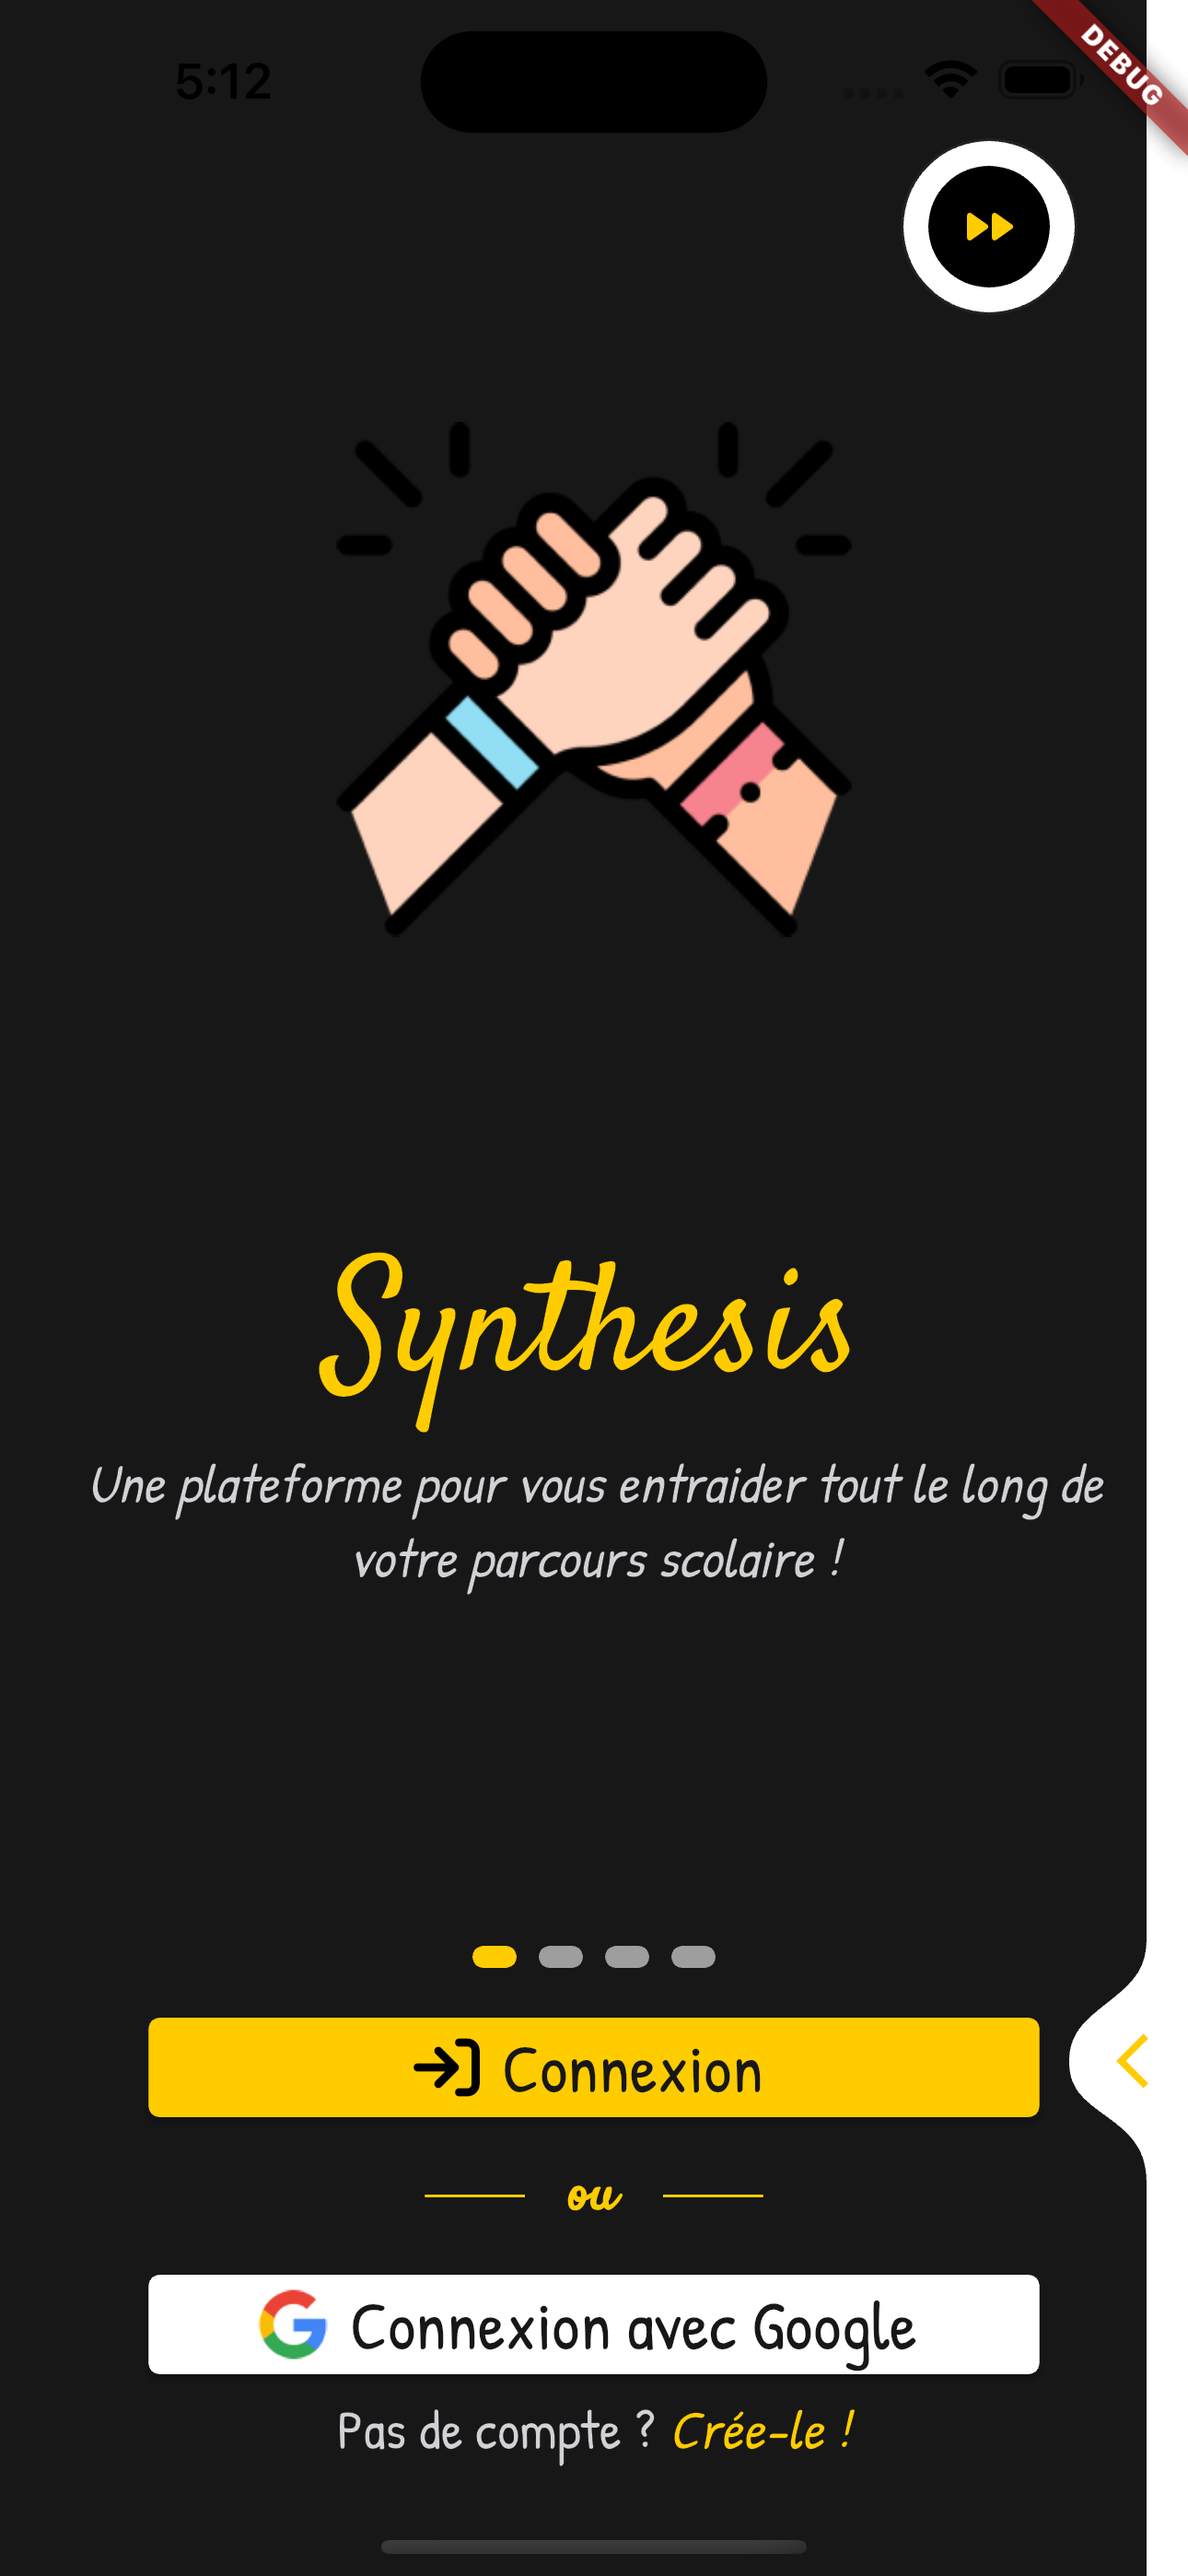 5:12
DEBUG
Synthesis
Une plateforme pour vous entraider tout le long de
votre parcours scolaire !
Connexion
ou
Connexion avec Google
Pas de compte ? Crée-le !